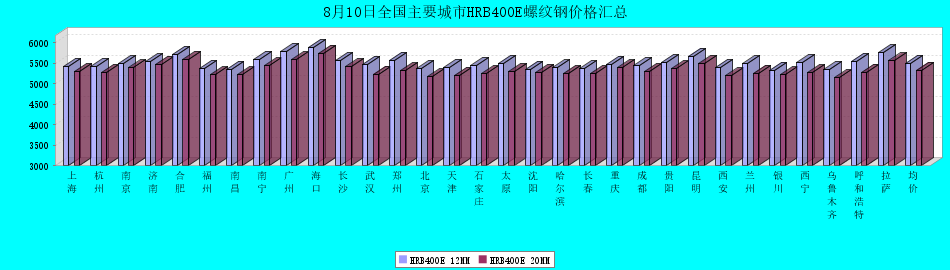 8月10日全国主要城市HRB400E螺纹钢价格汇总
6000
5500
5000
4500
4000
3500
3000
上海
杭州
南京
济南
合肥
福州
南昌
南宁
广州
海口
长沙
武汉
郑州
北京
天津
石家庄
太原
沈阳
哈尔滨
长春
重庆
成都
贵阳
昆明
西安
兰州
银川
西宁
乌鲁木齐
呼和浩特
拉萨
均价
HRB400E 12MM
HRB400E 20MM